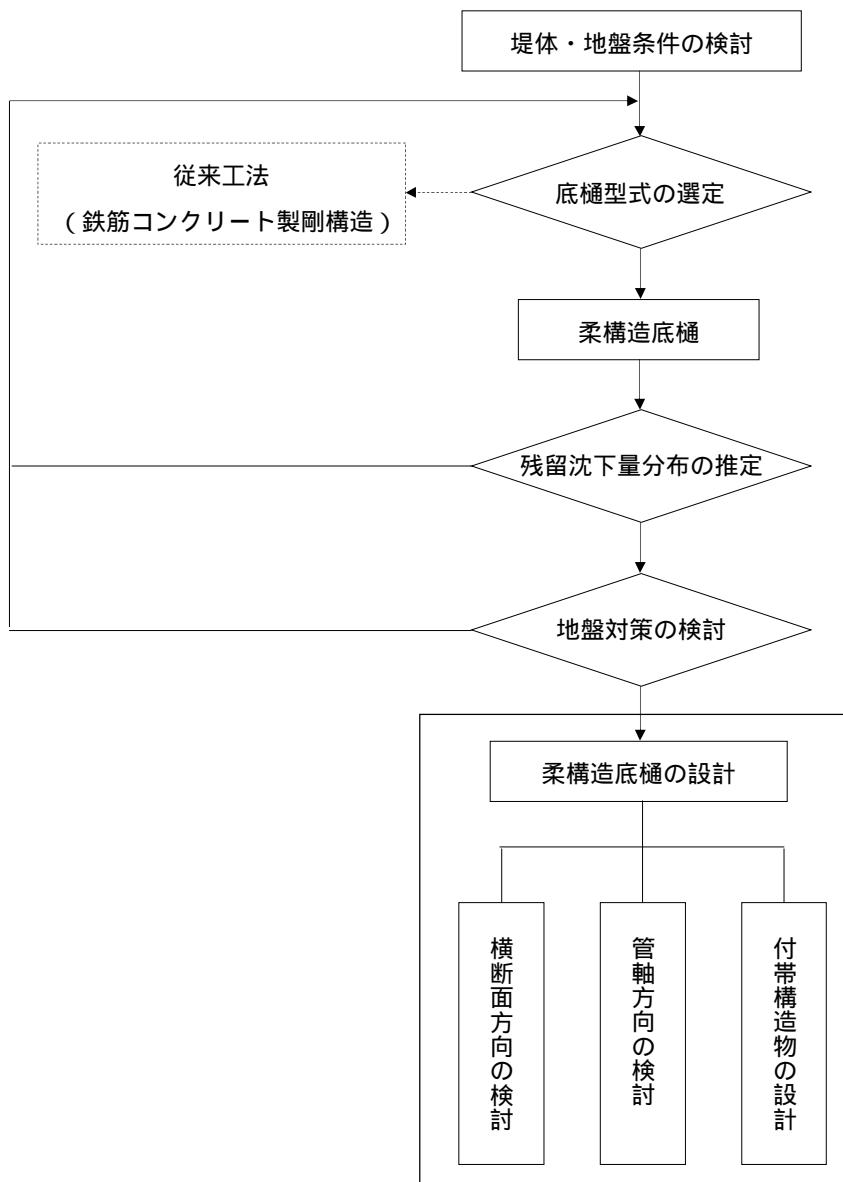 堤体・地盤条件の検討
従来工法
（鉄筋コンクリート製剛構造）
底樋型式の選定
柔構造底樋
残留沈下量分布の推定
地盤対策の検討
柔構造底樋の設計
横断面方向の検討
管軸方向の検討
付帯構造物の設計